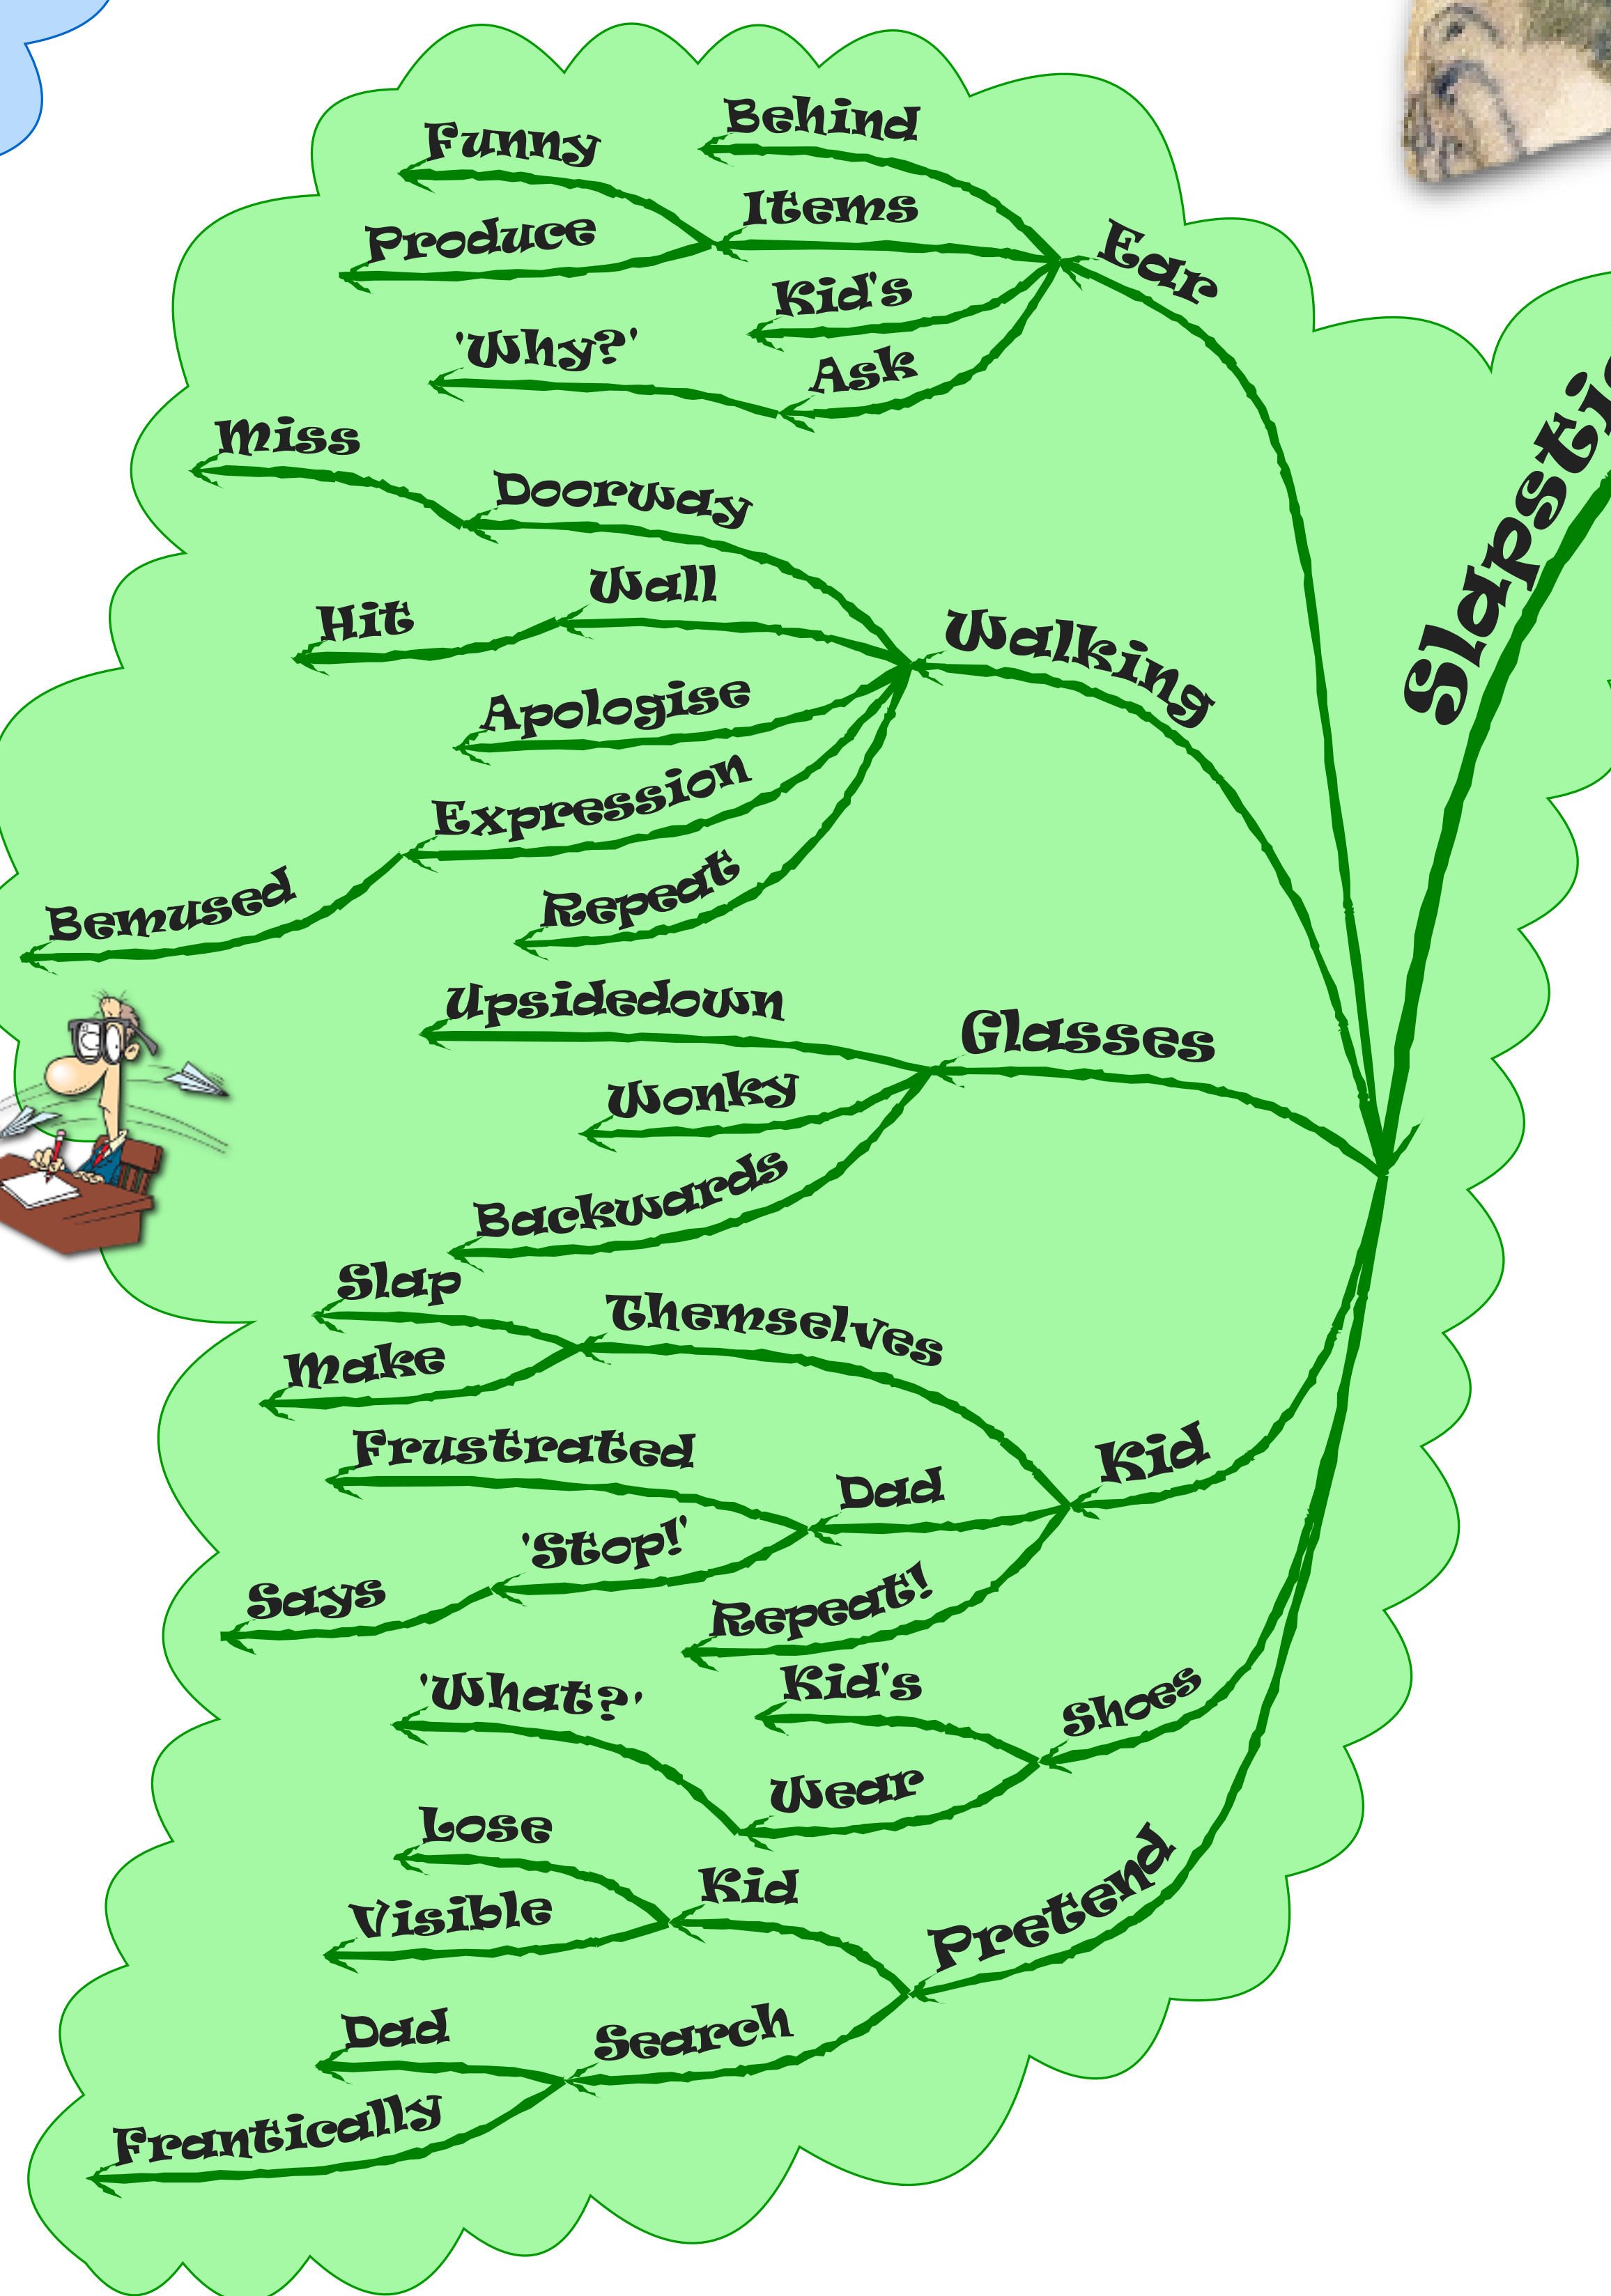 Behind
Funny
Items
Produce
Ear
Kid's
'Why?'
Ask
Miss
Doorway
Wall
Hit
Walking
Apologise
Expression
Repeat
Bemused
Upsidedown
Glasses
Wonky
Backwards
Slap
Themselves
Make
Frustrated
Kid
Dad
'Stop!'
Says
Repeat!
'What?'
Kid's
Shoes
Wear
Lose
Kid
Visible
Pretend
Dad
Search
Frantically